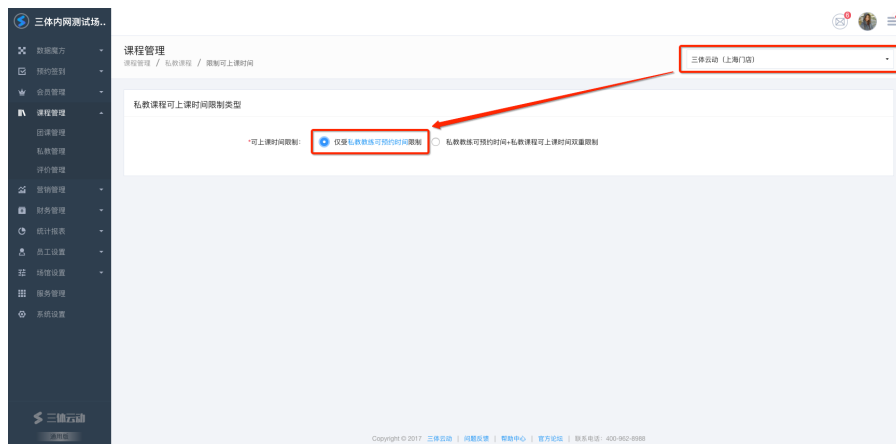 三体内网测试场..
8
数据魔方
预约签到
会员管理
课程管理
团课管理
私教管理
评价管理
营销管理
财务管理
统计报表
员工设置
场馆设置
服务管理
系统设置
三体云动
通用版
课程管理
课程管理 / 私教课程 / 限制可上课时间
三体云动（上海门店）
私教课程可上课时间限制类型
*可上课时间限制： 仅受私教教练可预约时间限制 私教教练可预约时间+私教课程可上课时间双重限制
Copyright © 2017 三体云动 | 问题反馈 | 帮助中心 | 官方论坛 | 联系电话：400-962-8988